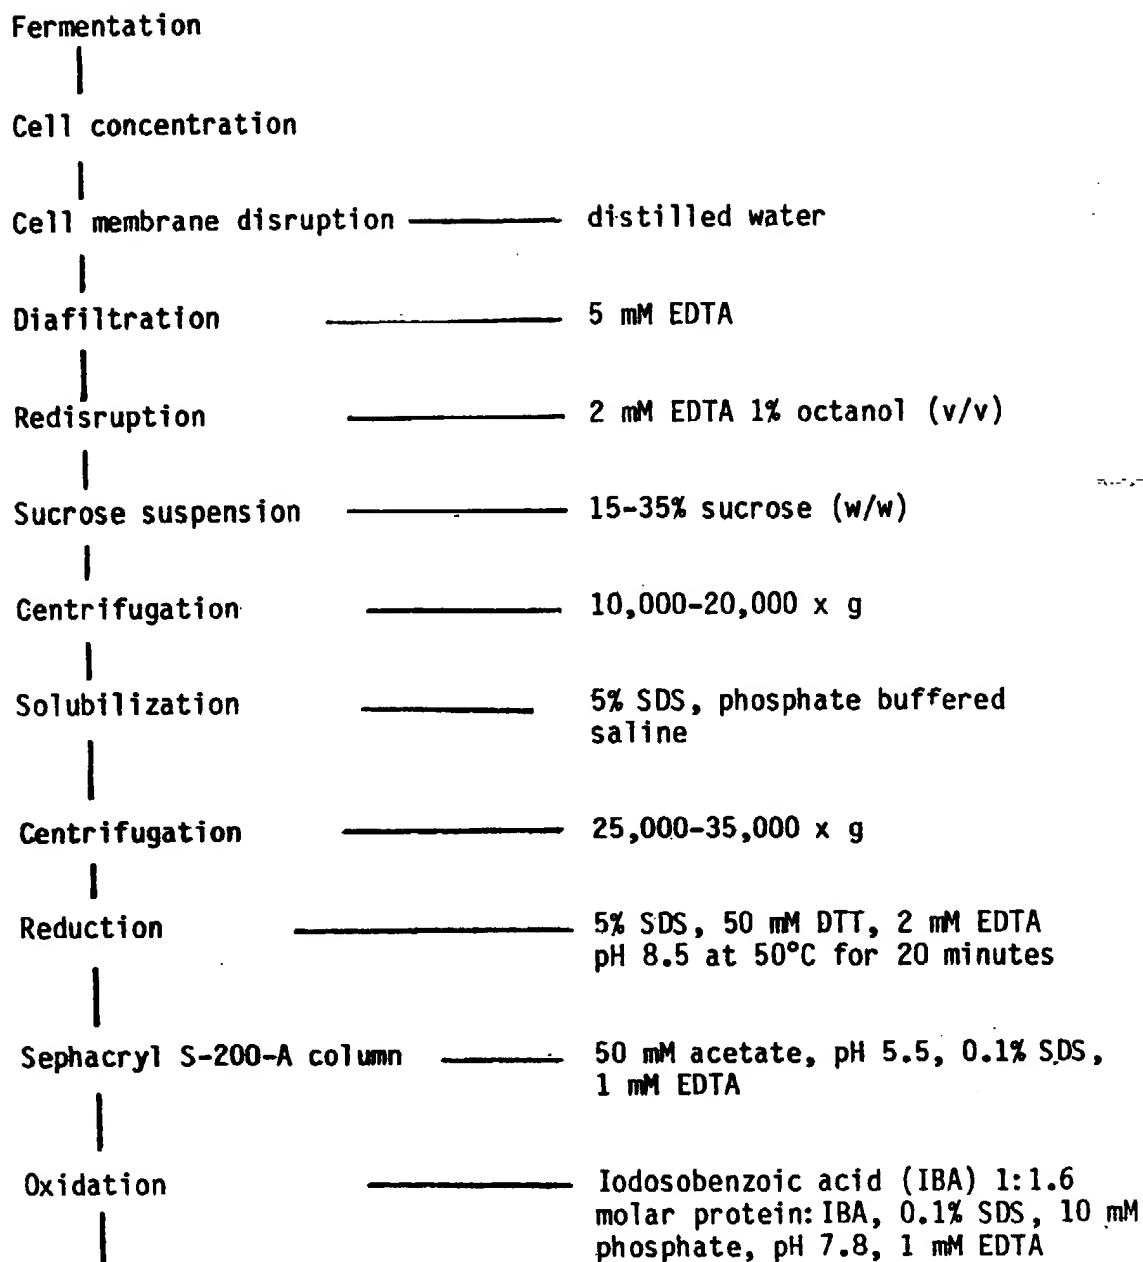 Fermentation
Cell concentration
Cell membrane disruption distilled water
Diafiltration 5 mM EDTA
Redisruption 2 mM EDTA 1% octanol (v/v)
Sucrose suspension 15-35% sucrose (w/w)
Centrifugation 10,000-20,000 x g
Solubilization 5% SDS, phosphate buffered
saline
Centrifugation 25,000-35,000 x g
Reduction 5% SDS, 50 mM DTT, 2 mM EDTA
pH 8.5 at 50°C for 20 minutes
Sephacryl S-200-A column 50 mM acetate, pH 5.5, 0.1% SDS,
1 mM EDTA
Oxidation Iodosobenzoic acid (IBA) 1:1.6
molar protein:IBA, 0.1% SDS, 10 mM
phosphate, pH 7.8, 1 mM EDTA